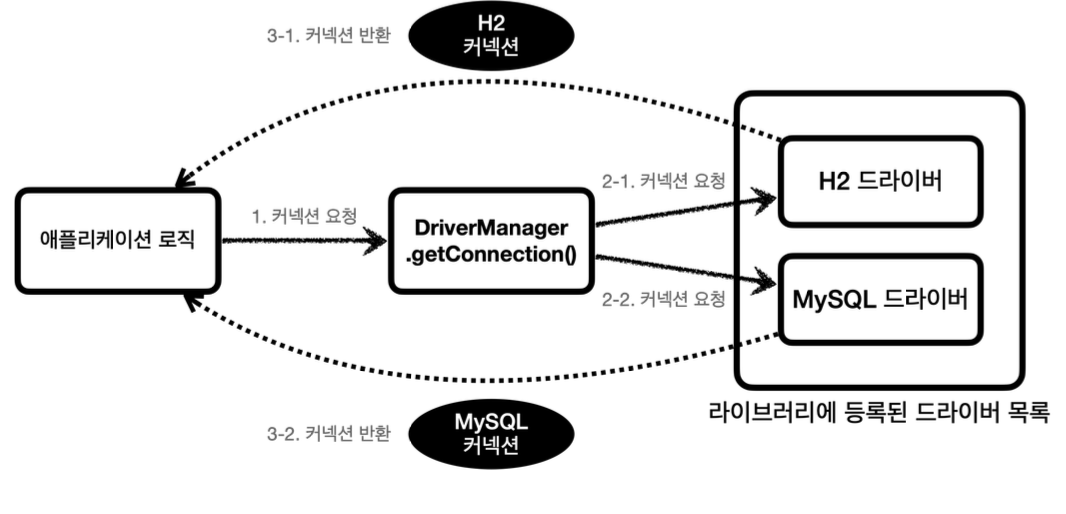 3-1. 커넥션 반환
H2
커넥션
H2 드라이버
2-1. 커넥션 요청
1. 커넥션 요청
DriverManager
.getConnection()
애플리케이션 로직
2-2. 커넥션 요청
MySQL 드라이버
라이브러리에 등록된 드라이버 목록
3-2. 커넥션 반환
MySQL
커넥션